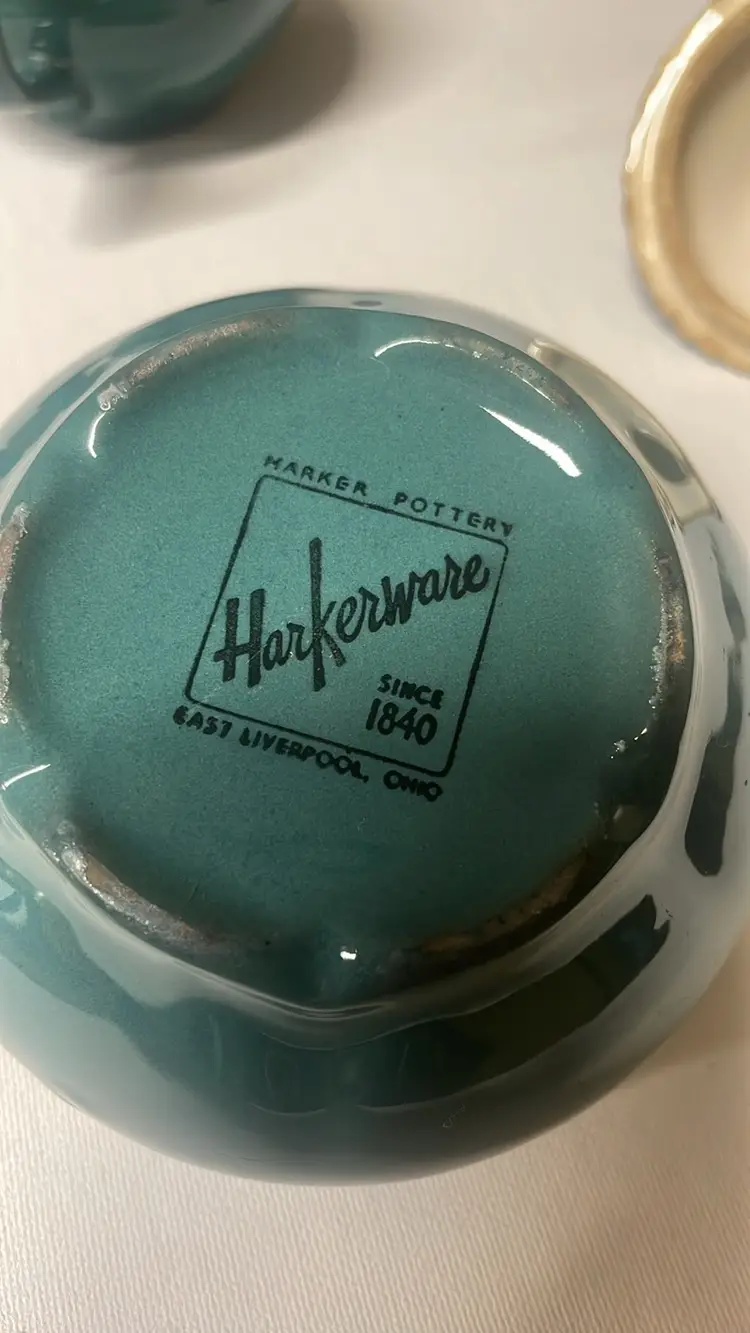 HARKER POTTERY
Harkerware
SINCE
1840
EAST LIVERPOOL, OHIO